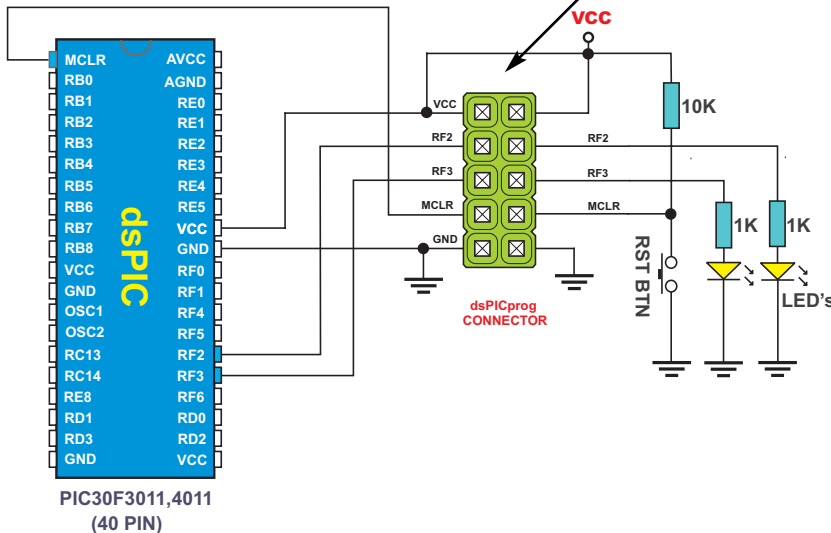 VCC
MCLR
RB0
RB1
RB2
RB3
RB4
RB5
RB6
RB7
RB8
VCC
GND
OSC1
OSC2
RC13
RC14
RE8
RD1
RD3
GND
dsPIC
AVCC
AGND
RE0
RE1
RE2
RE3
RE4
RE5
VCC
GND
RF0
RF1
RF4
RF5
RF2
RF3
RF6
RD0
RD2
VCC
PIC30F3011,4011
(40 PIN)
VCC
RF2
RF3
MCLR
GND
dsPICprog
CONNECTOR
RF2
RF3
MCLR
10K
RST BTN
1K
1K
LED's